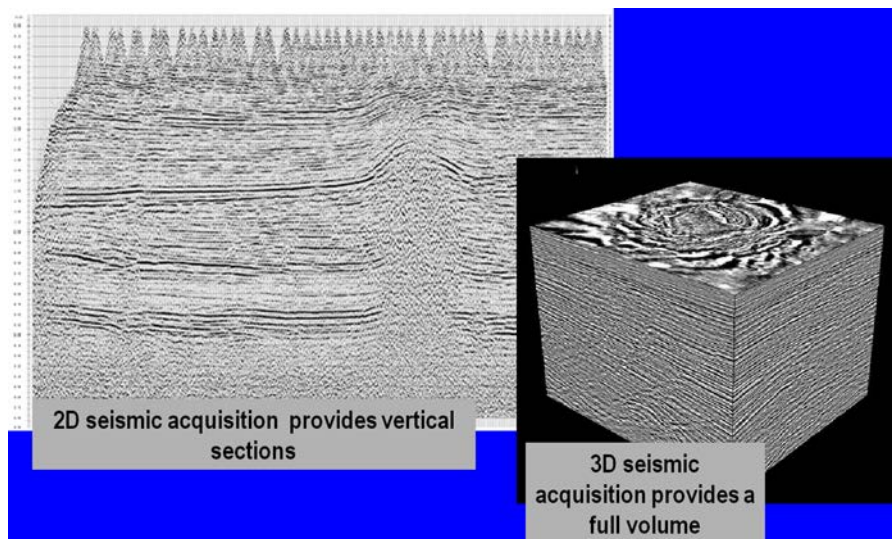 2D seismic acquisition provides vertical
sections
3D seismic
acquisition provides a
full volume